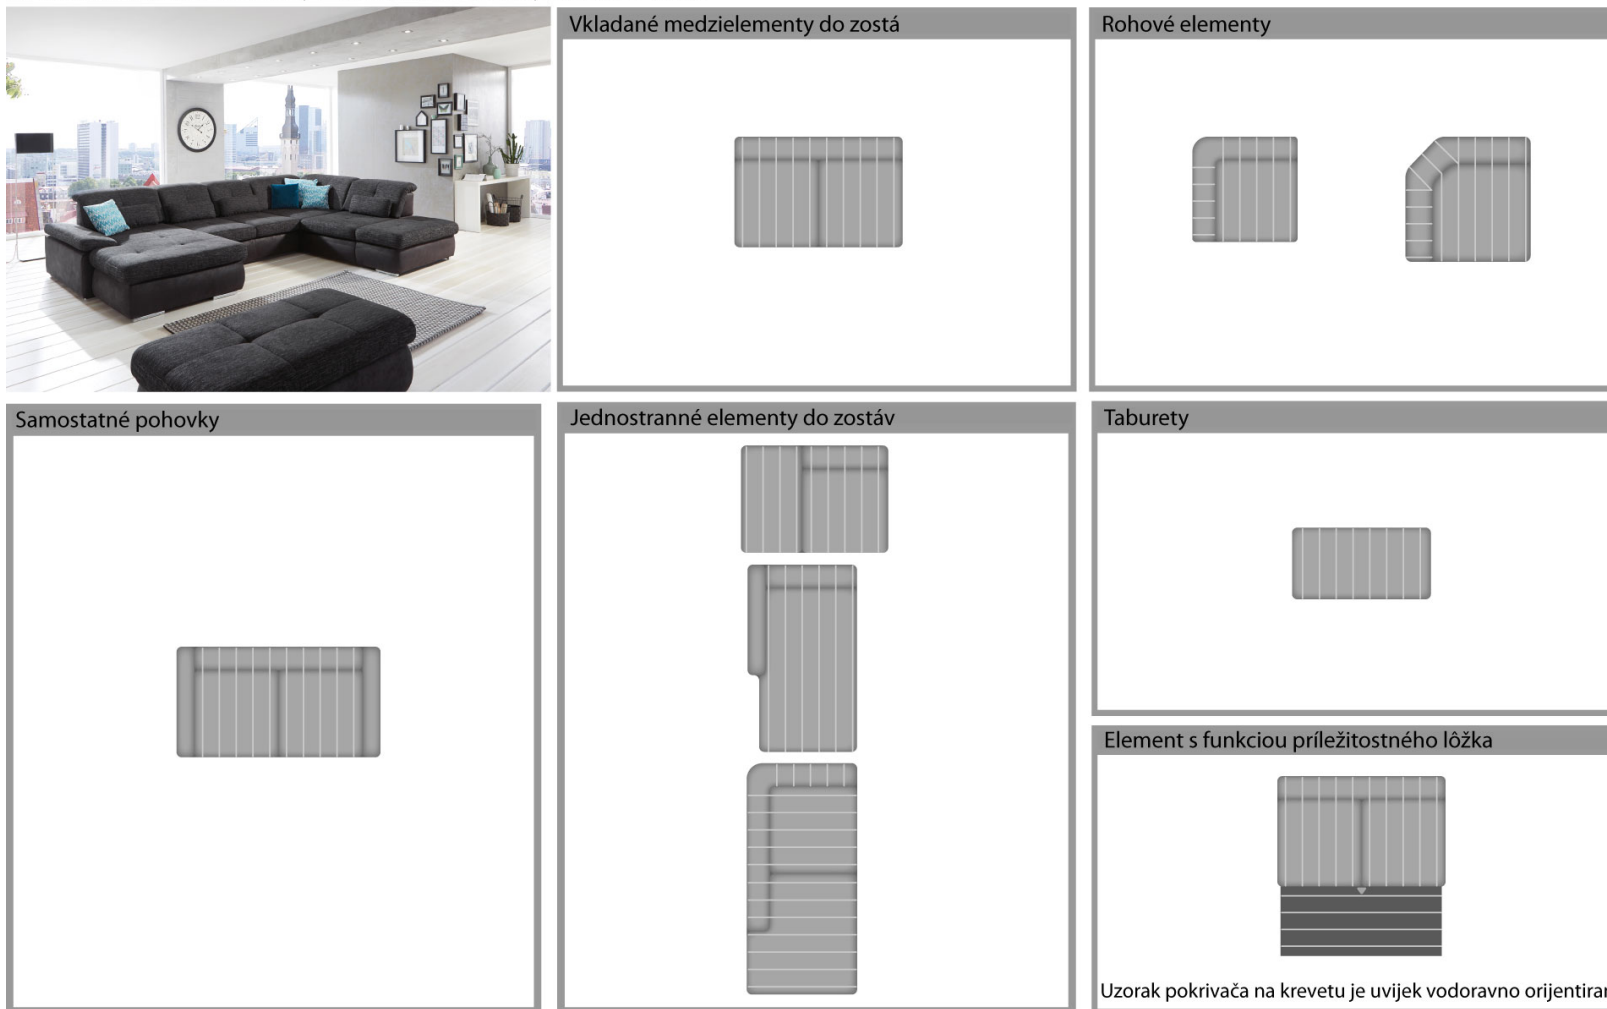 Vkladané medzielementy do zostá
Rohové elementy
Samostatné pohovky
Jednostranné elementy do zostáv
Taburety
Element s funkciou príležitostného lôžka
Uzorak pokrivača na krevetu je uvijek vodoravno orijentiran